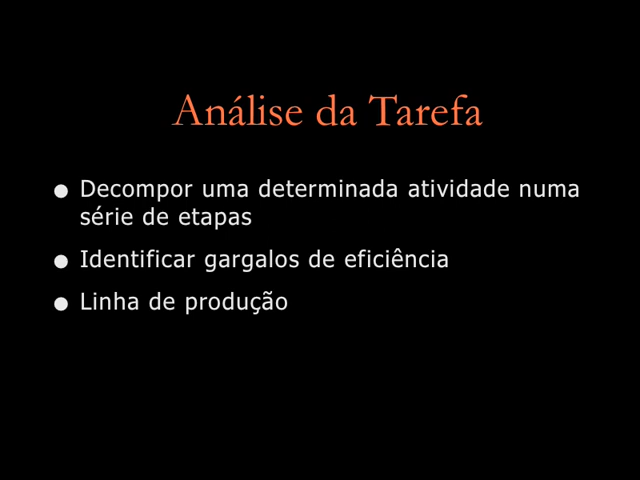 Análise da Tarefa
● Decompor uma determinada atividade numa
série de etapas
● Identificar gargalos de eficiência
● Linha de produção